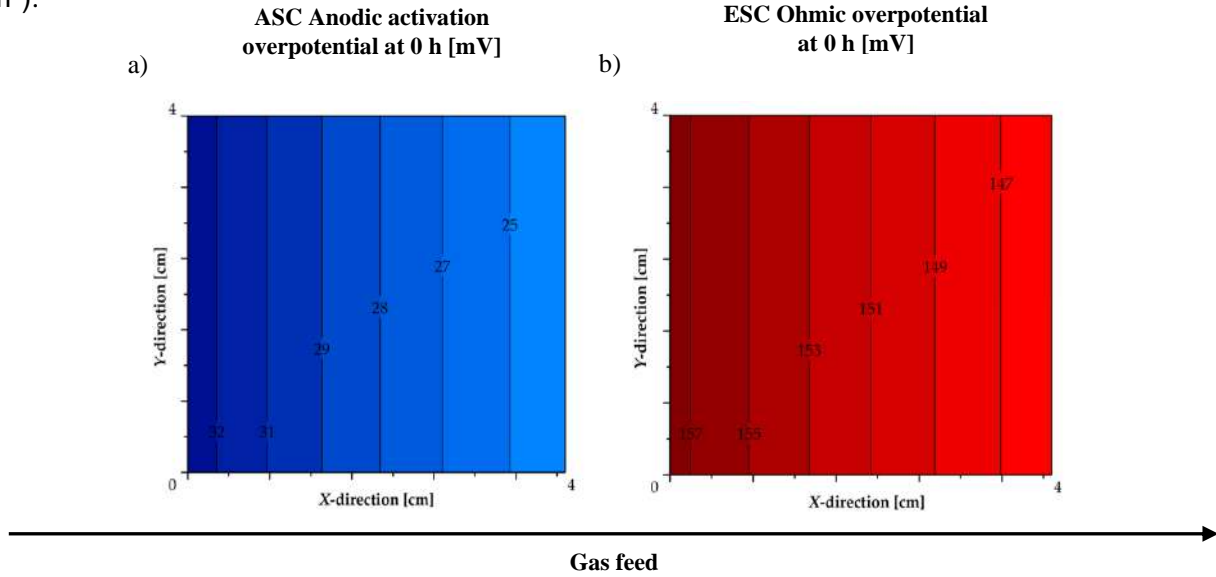 n ).
ASC Anodic activation
overpotential at 0 h [mV]
ESC Ohmic overpotential
at 0 h [mV]
a)
b)
4
25
27
28
29
32
31
0
4
Y-direction [cm]
X-direction [cm]
4
147
149
151
153
157
155
0
4
Y-direction [cm]
X-direction [cm]
Gas feed